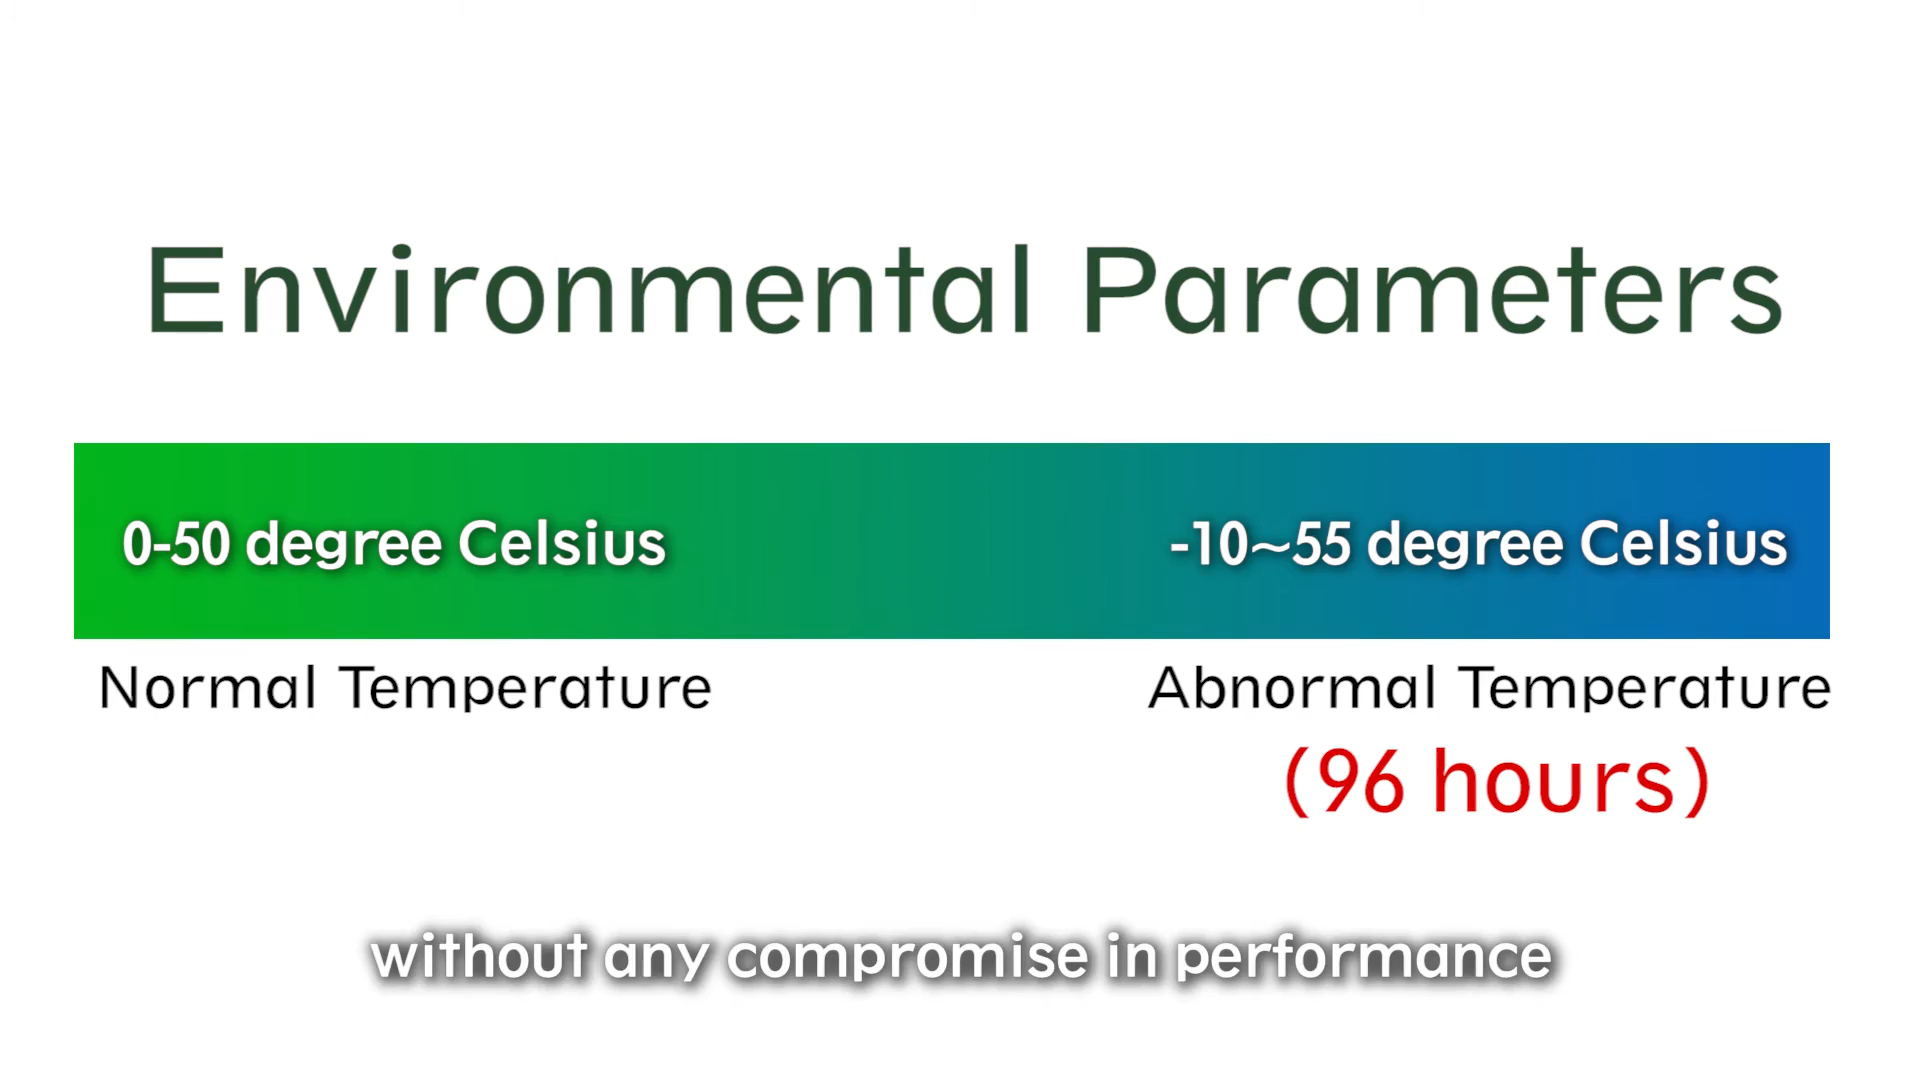 Environmental Parameters
0-50 degree Celsius
-10~55 degree Celsius
Normal Temperature
Abnormal Temperature
(96 hours)
without any compromise in performance